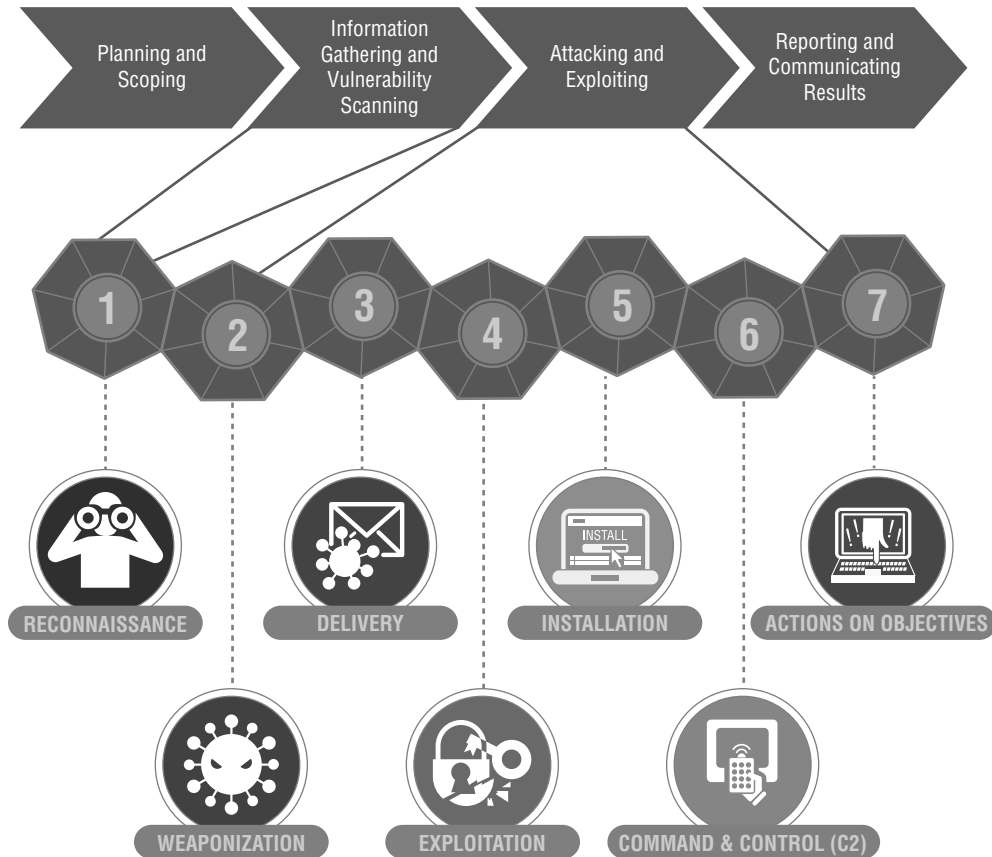 Planning and
Scoping
Information
Gathering and
Vulnerability
Scanning
Attacking and
Exploiting
Reporting and
Communicating
Results
1
2
3
4
5
6
7
INSTALL
RECONNAISSANCE
DELIVERY
INSTALLATION
ACTIONS ON OBJECTIVES
WEAPONIZATION
EXPLOITATION
COMMAND & CONTROL (C2)